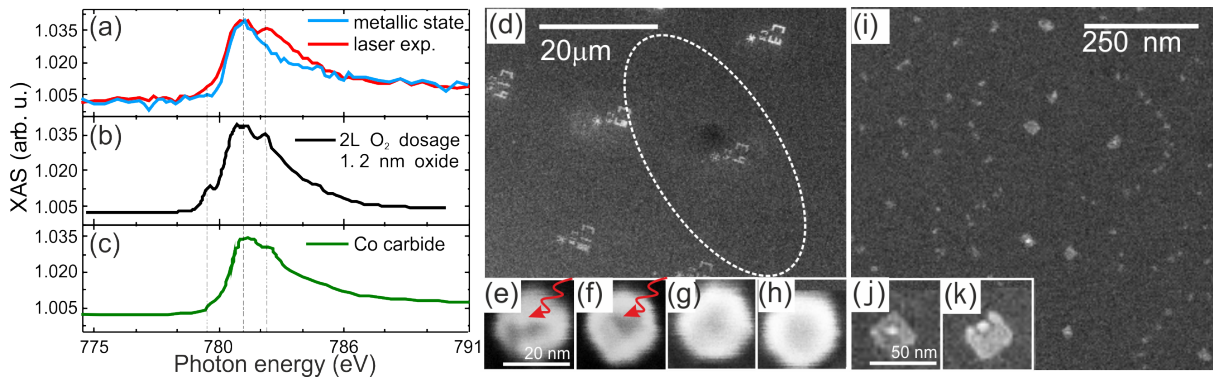 (a)
metallic state
laser exp.
1.035
1.020
1.005
(b)
2L O₂ dosage
1.2 nm oxide
1.035
1.020
1.005
(c)
Co carbide
1.035
1.020
1.005
XAS (arb. u.)
775 780 786 791
Photon energy (eV)
(d)
20μm
(e)
20 nm
(f)
(g)
(h)
(i)
250 nm
(j)
50 nm
(k)